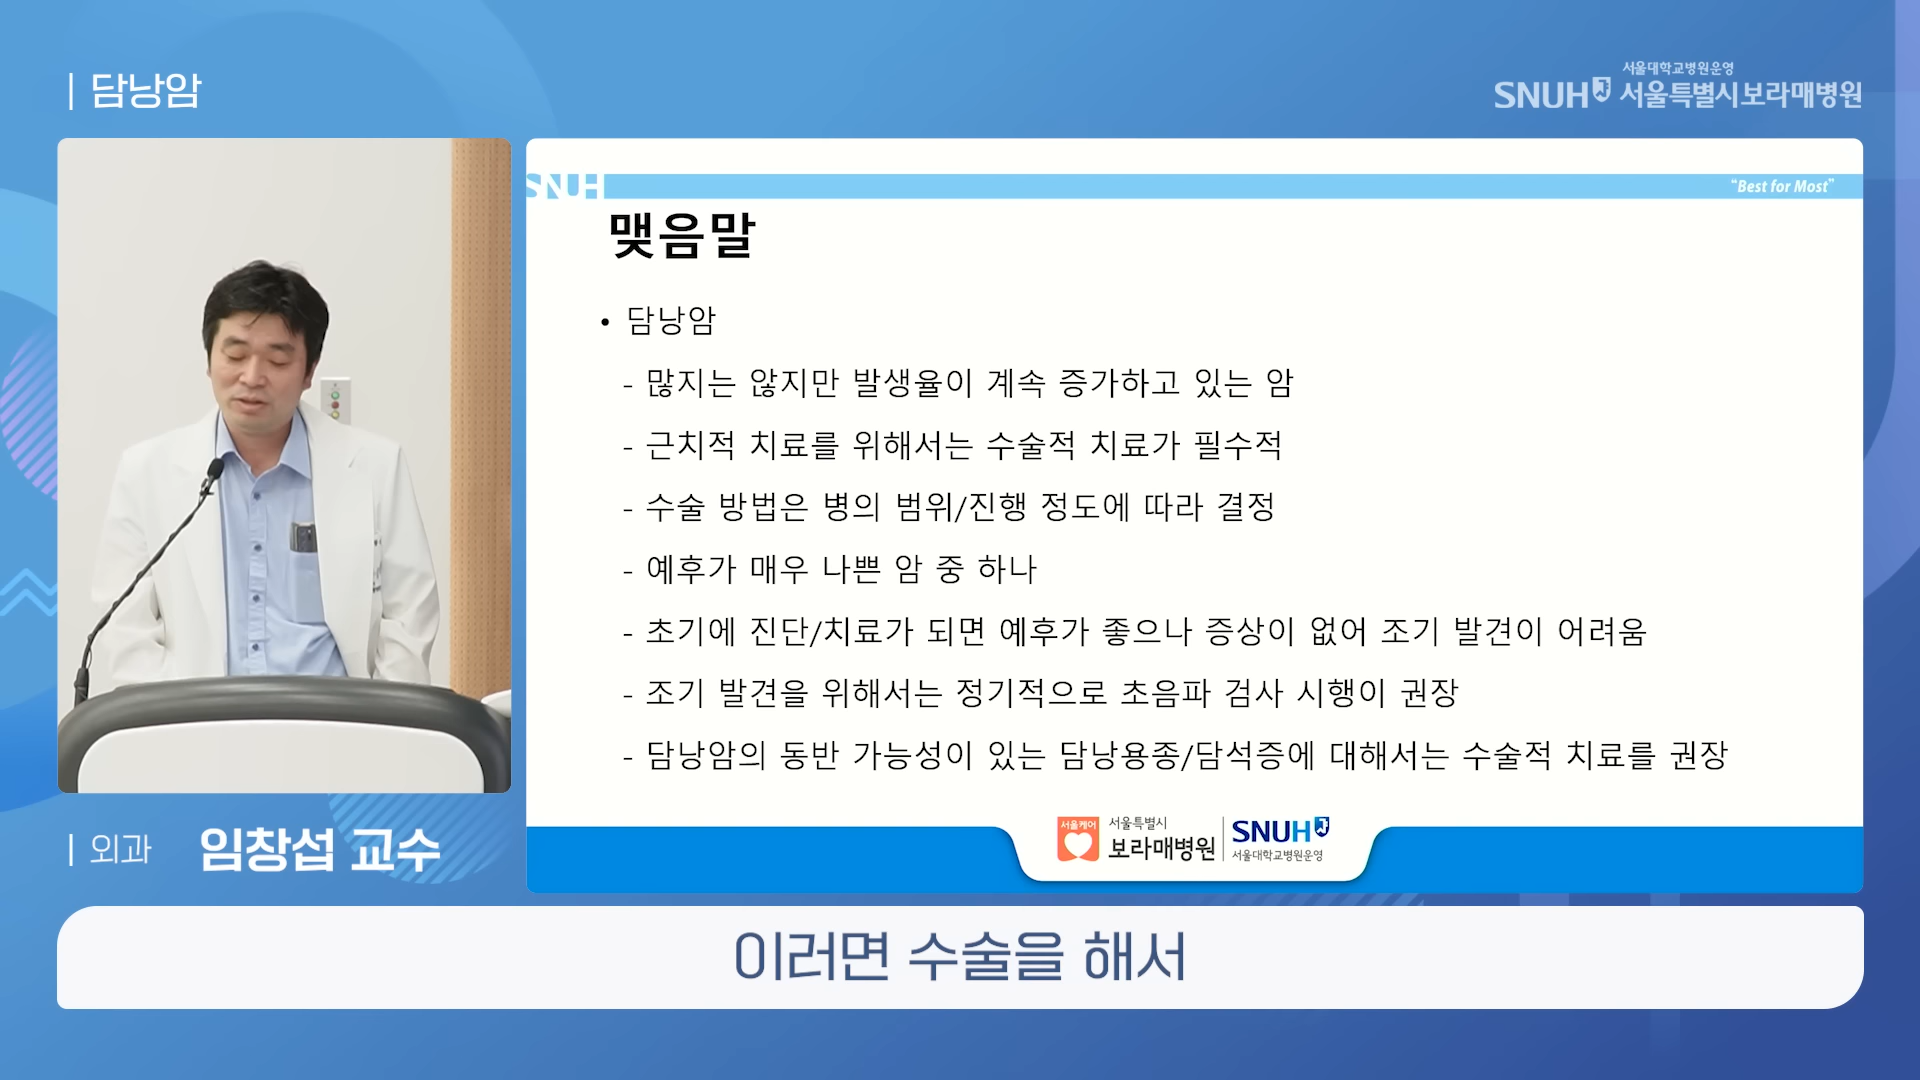 | 담낭암
서울대학교병원운영
SNUH 서울특별시보라매병원
SNUH
“Best for Most”
맺음말
• 담낭암
- 많지는 않지만 발생율이 계속 증가하고 있는 암
- 근치적 치료를 위해서는 수술적 치료가 필수적
- 수술 방법은 병의 범위/진행 정도에 따라 결정
- 예후가 매우 나쁜 암 중 하나
- 초기에 진단/치료가 되면 예후가 좋으나 증상이 없어 조기 발견이 어려움
- 조기 발견을 위해서는 정기적으로 초음파 검사 시행이 권장
- 담낭암의 동반 가능성이 있는 담낭용종/담석증에 대해서는 수술적 치료를 권장
서울케어
서울특별시
보라매병원
SNUH
서울대학교병원운영
| 외과 임창섭 교수
이러면 수술을 해서